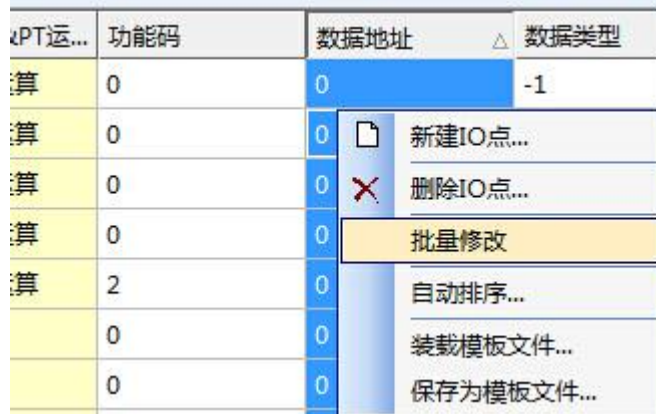 &PT运... 功能码 数据地址 数据类型
算 0 0 -1
算 0 0 新建IO点...
算 0 0 删除IO点...
算 0 0 批量修改
算 2 0 自动排序...
0 0 装载模板文件...
0 0 保存为模板文件...